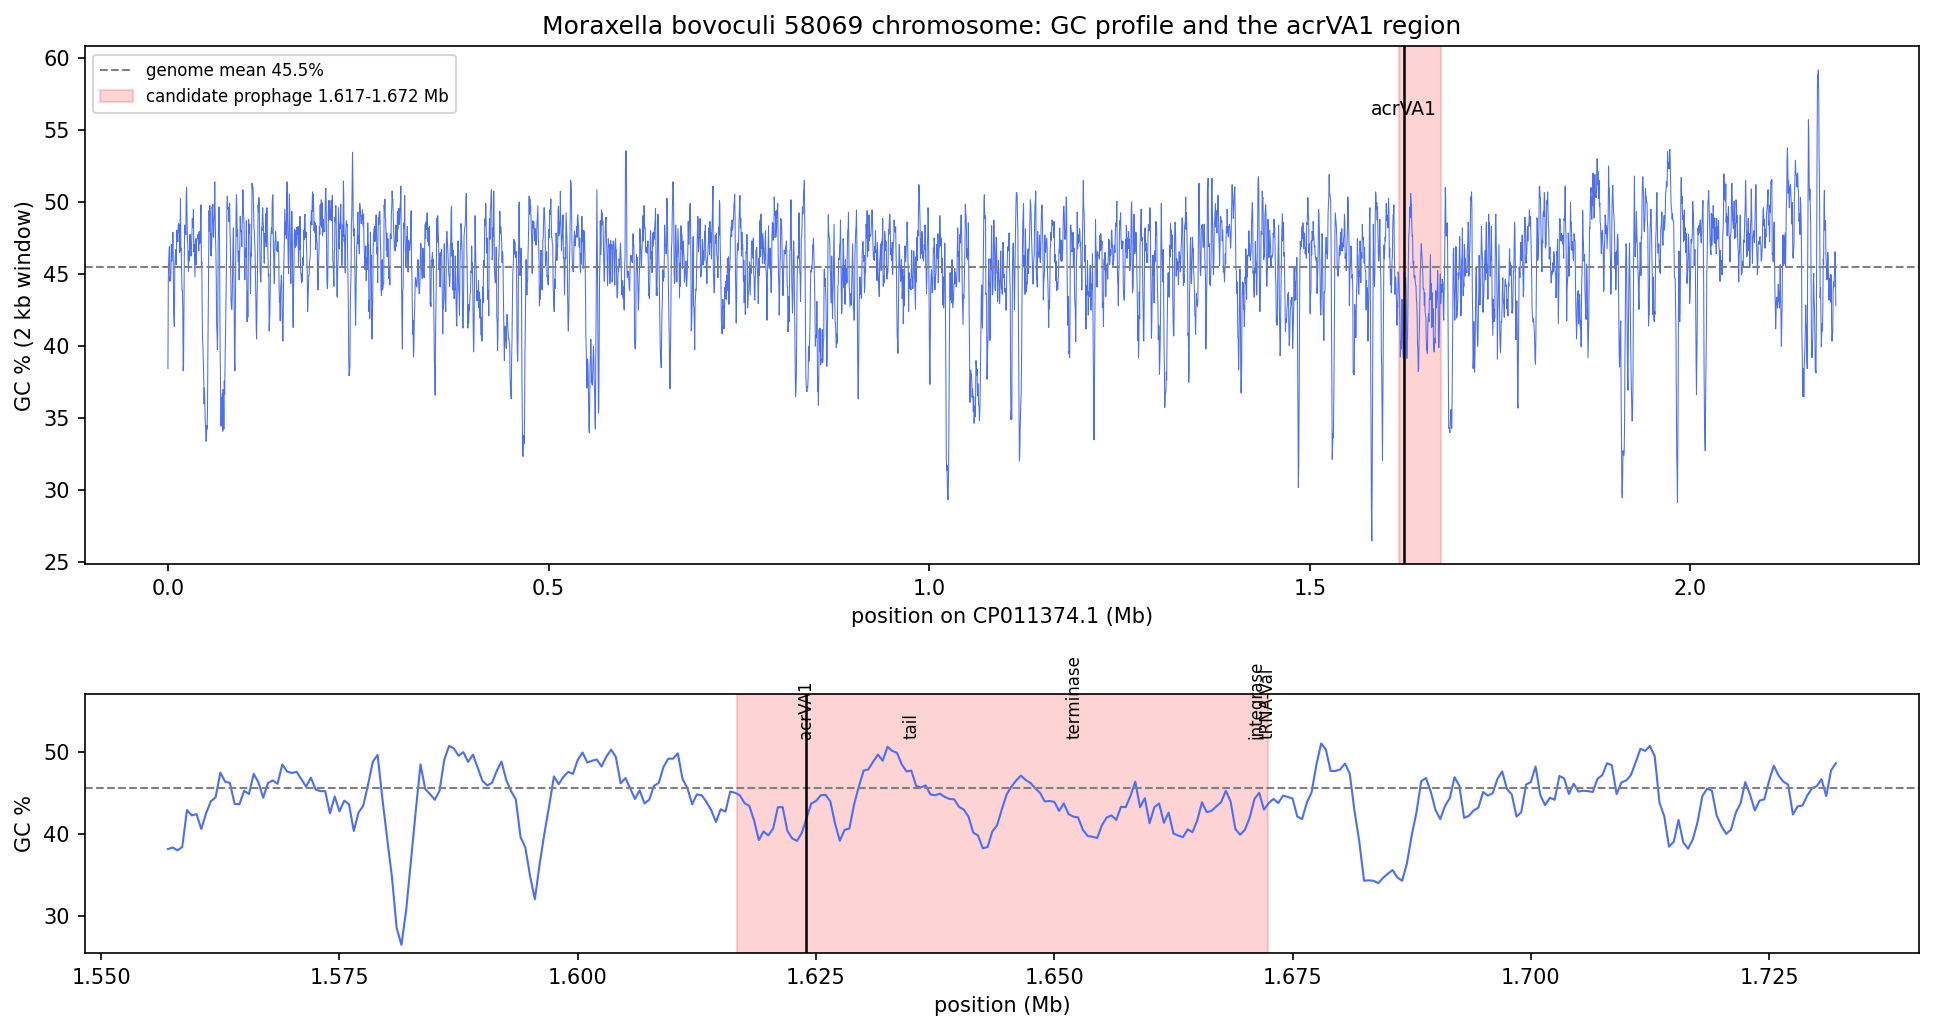 Moraxella bovoculi 58069 chromosome: GC profile and the acrVA1 region
60
55
50
45
40
35
30
25
GC % (2 kb window)
genome mean 45.5%
candidate prophage 1.617-1.672 Mb
acrVA1
0.0
0.5
1.0
1.5
2.0
position on CP011374.1 (Mb)
50
40
30
GC %
acrVA1
tail
terminase
integrase
tRNA-Val
1.550
1.575
1.600
1.625
1.650
1.675
1.700
1.725
position (Mb)